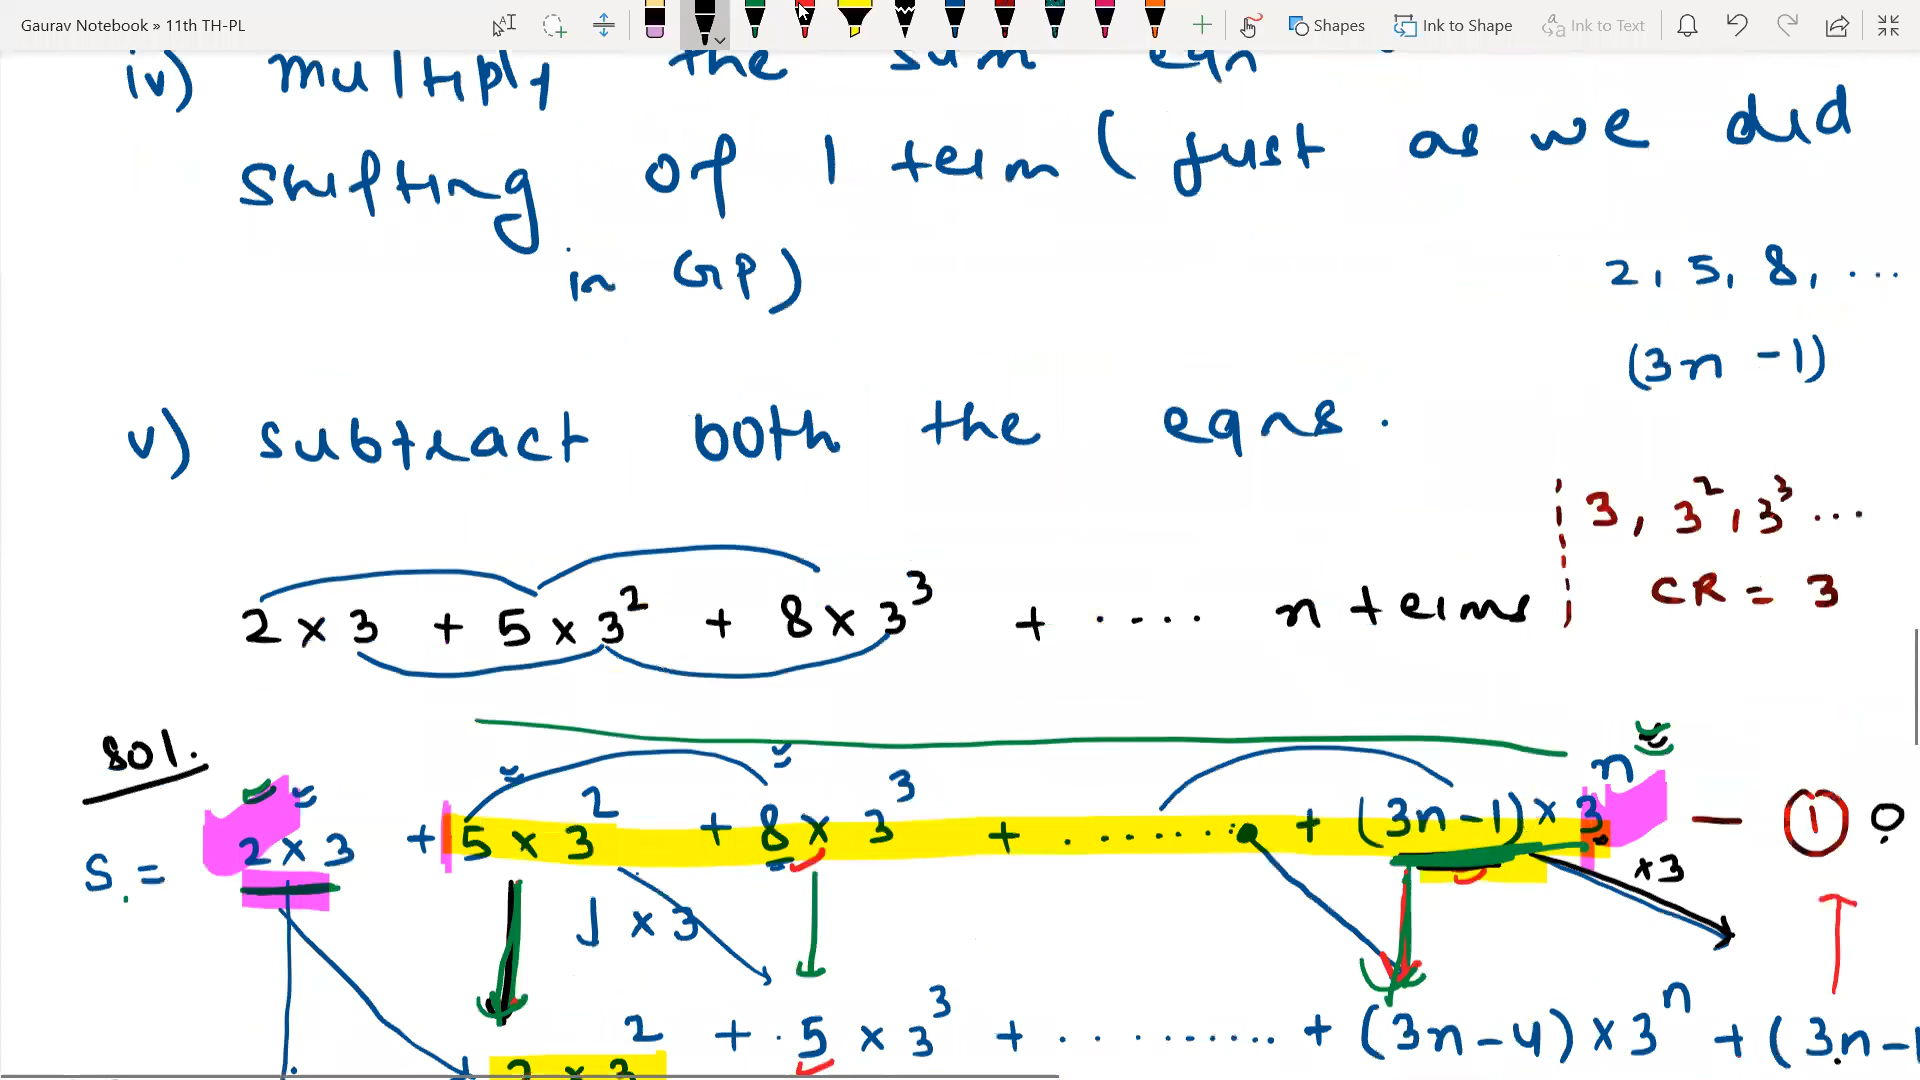 Gaurav Notebook » 11th TH-PL
Shapes
Ink to Shape
Ink to Text
iv) multiply the sum eqn
shifting of 1 term ( just as we did
in GP)
2, 5, 8, ...
(3n - 1)
v) subtract both the eqns.
3, 3², 3³ ...
CR = 3
2 x 3 + 5 x 3² + 8 x 3³ + .... n terms
sol.
S = 2 x 3 + 5 x 3² + 8 x 3³ + ...... + (3n-1) x 3ⁿ — ①
x3
x 3
2 x 3² + 5 x 3³ + .......... + (3n-4) x 3ⁿ + (3n-1